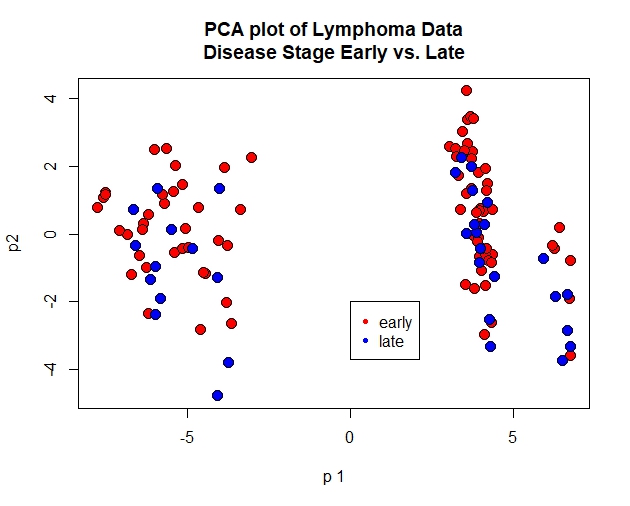 PCA plot of Lymphoma Data
Disease Stage Early vs. Late
4
2
0
-2
-4
p2
early
late
-5
0
5
p 1